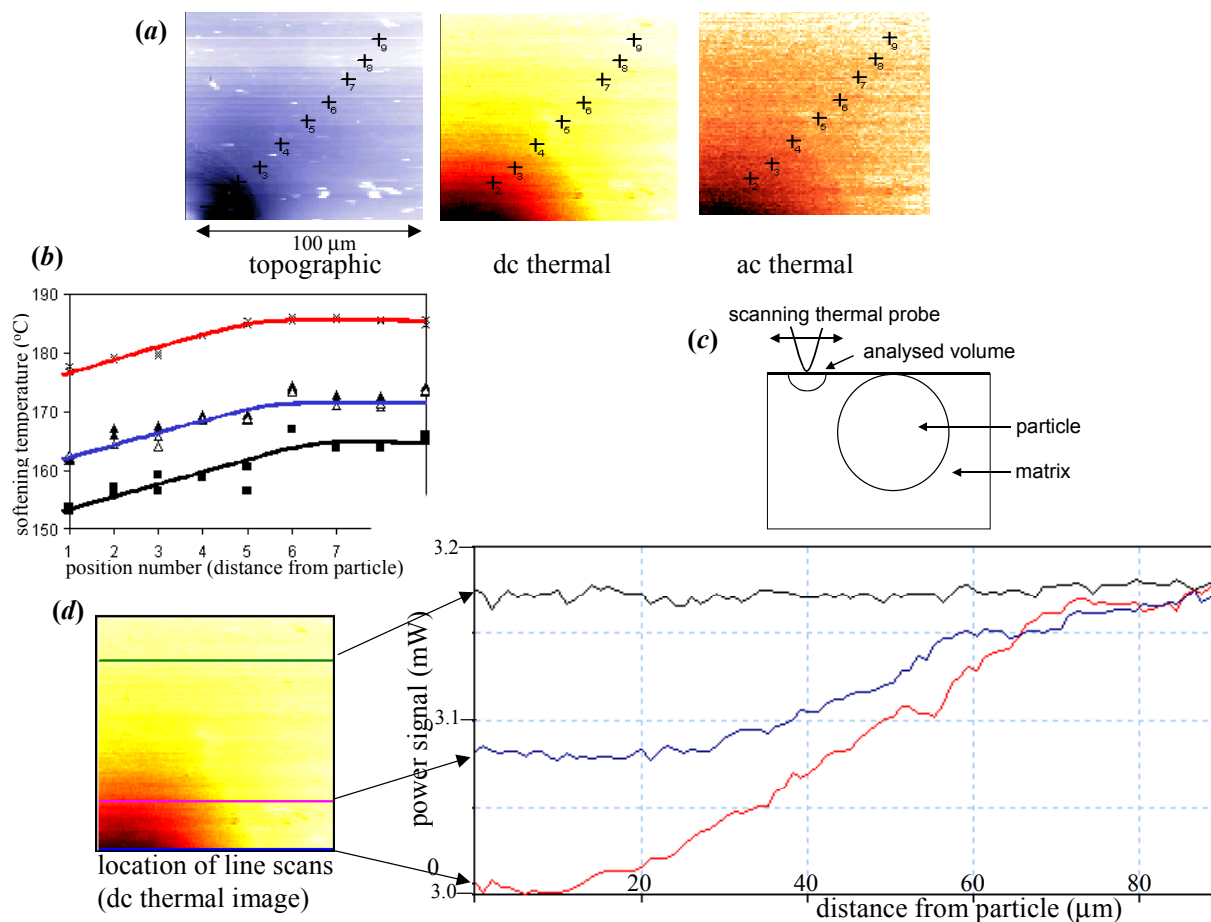 (a)
9
8
7
6
5
4
3
9
8
7
6
5
4
3
2
9
8
7
6
5
4
3
2
100 μm
topographic
dc thermal
ac thermal
(b)
190
180
170
160
150
softening temperature (°C)
1 2 3 4 5 6 7
position number (distance from particle)
(c)
scanning thermal probe
analysed volume
particle
matrix
(d)
location of line scans
(dc thermal image)
3.2
3.1
3.0
power signal (mW)
0 20 40 60 80
distance from particle (μm)